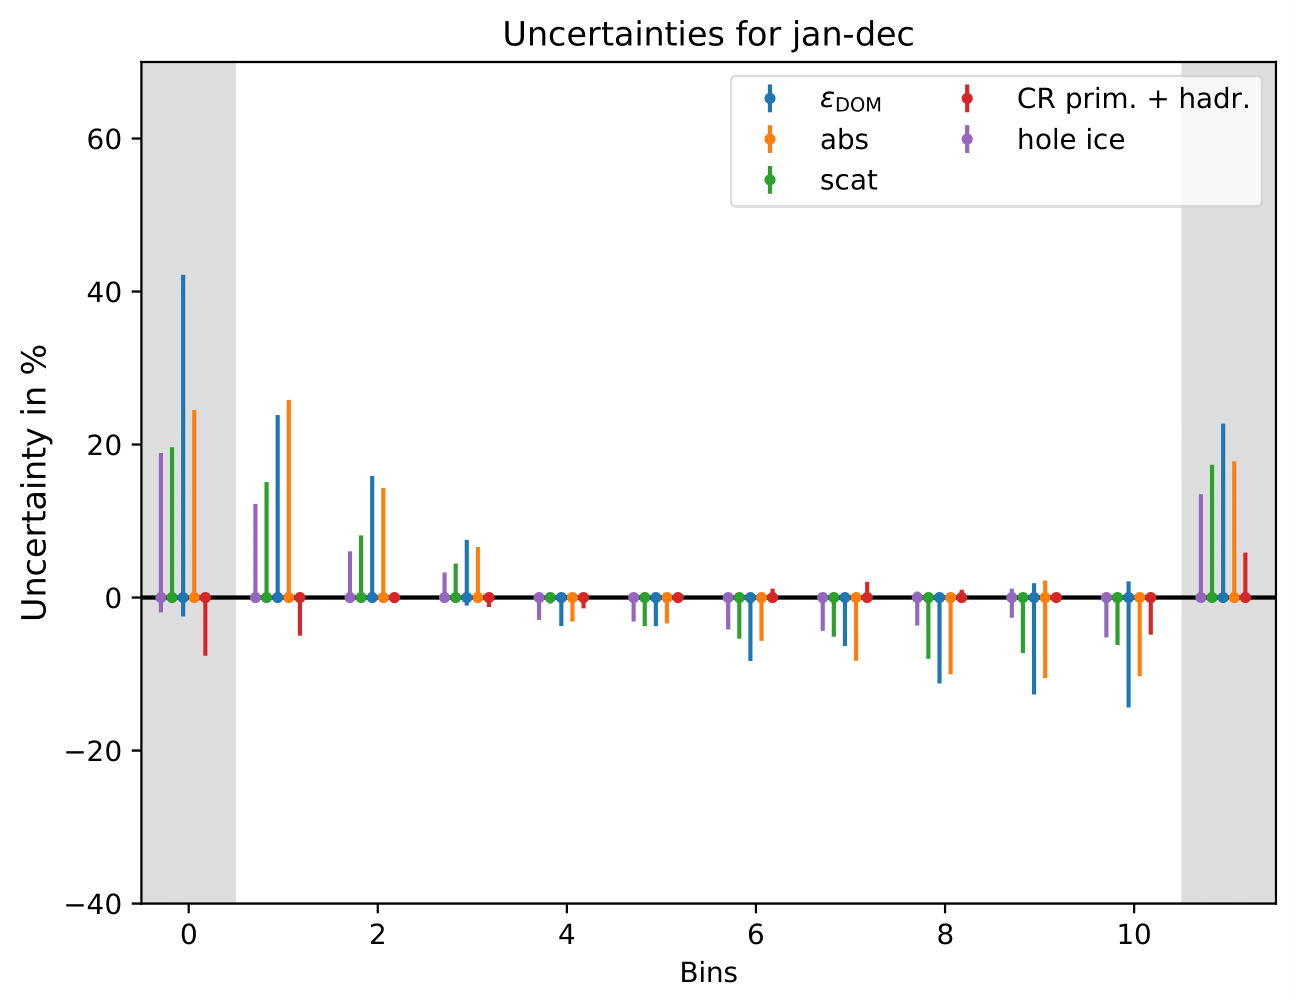 Uncertainties for jan-dec
εDOM
abs
scat
CR prim. + hadr.
hole ice
Uncertainty in %
60
40
20
0
−20
−40
0 2 4 6 8 10
Bins